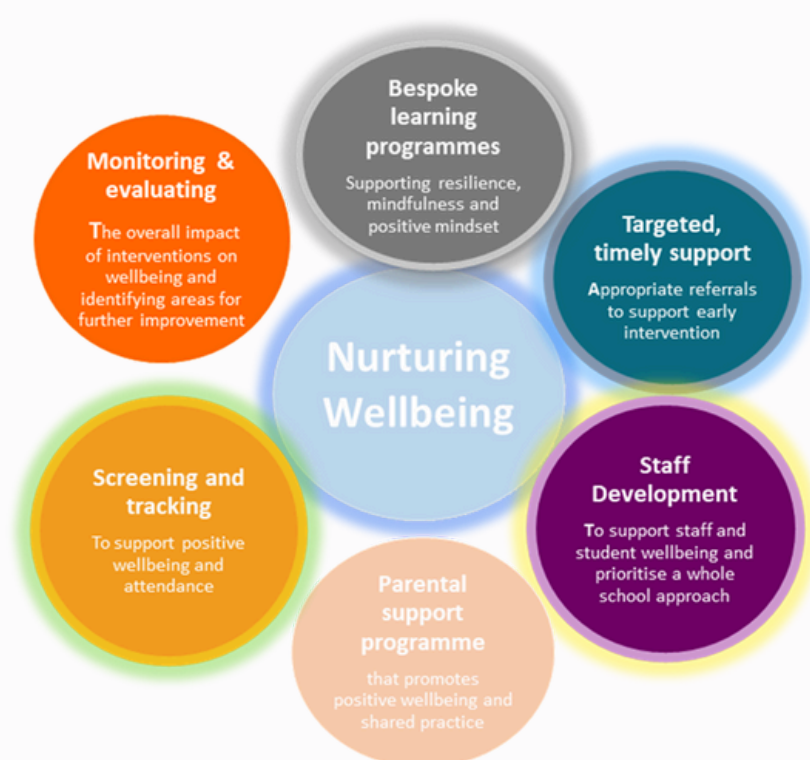 Bespoke
learning
programmes
Supporting resilience,
mindfulness and
positive mindset
Targeted,
timely support
Appropriate referrals
to support early
intervention
Staff
Development
To support staff and
student wellbeing and
prioritise a whole
school approach
Parental
support
programme
that promotes
positive wellbeing and
shared practice
Screening and
tracking
To support positive
wellbeing and
attendance
Monitoring &
evaluating
The overall impact
of interventions on
wellbeing and
identifying areas for
further improvement
Nurturing
Wellbeing